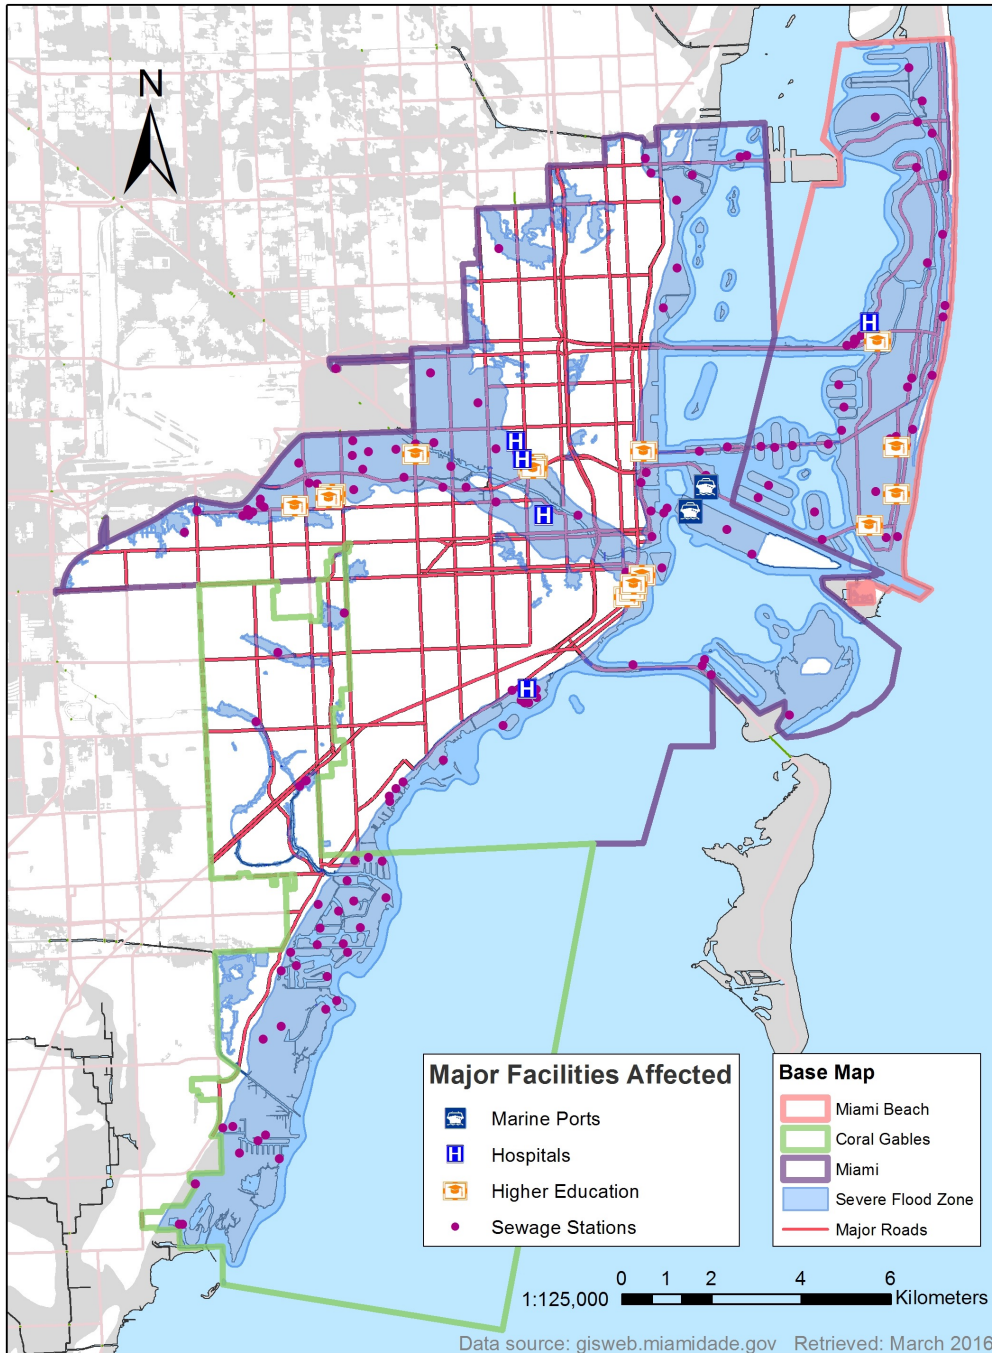 N
Major Facilities Affected
Marine Ports
H Hospitals
Higher Education
Sewage Stations
Base Map
Miami Beach
Coral Gables
Miami
Severe Flood Zone
Major Roads
H
H
H
H
H
0 1 2 4 6
1:125,000 Kilometers
Data source: gisweb.miamidade.gov Retrieved: March 2016